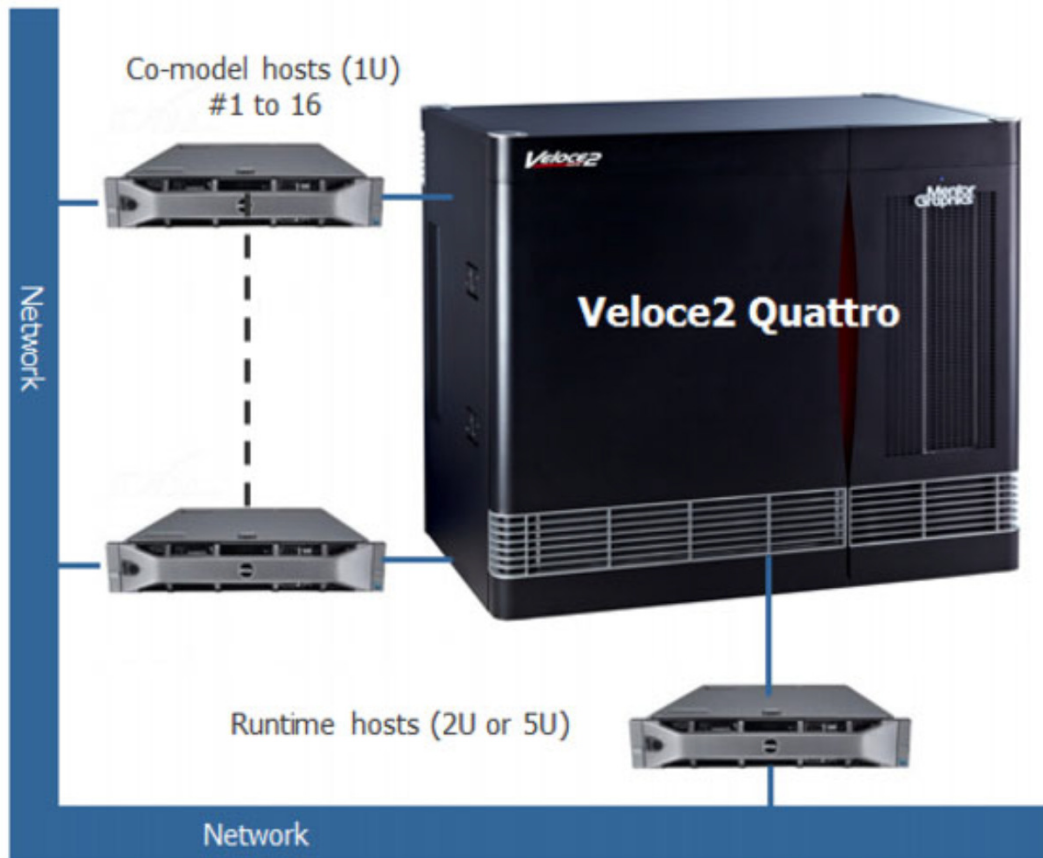 Co-model hosts (1U)
#1 to 16
Veloce2
Mentor
Graphics
Veloce2 Quattro
Network
Runtime hosts (2U or 5U)
Network